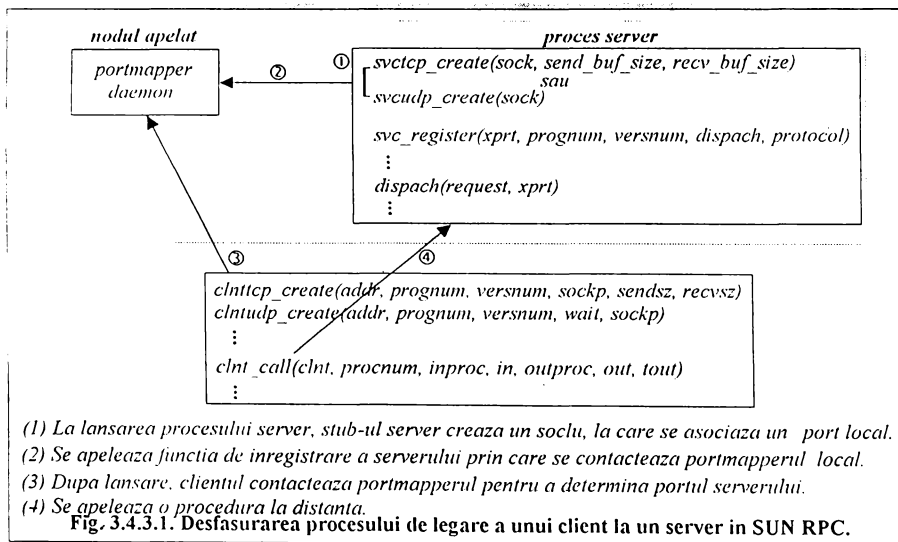 nodul apelat
proces server
portmapper
daemon
①
②
svctcp_create(sock, send_buf_size, recv_buf_size)
sau
svcudp_create(sock)
svc_register(xprt, prognum, versnum, dispach, protocol)
⋮
dispach(request, xprt)
⋮
③
④
clnttcp_create(addr, prognum, versnum, sockp, sendsz, recvsz)
clntudp_create(addr, prognum, versnum, wait, sockp)
⋮
clnt_call(clnt, procnum, inproc, in, outproc, out, tout)
⋮
(1) La lansarea procesului server, stub-ul server creaza un soclu, la care se asociaza un port local.
(2) Se apeleaza functia de inregistrare a serverului prin care se contacteaza portmapperul local.
(3) Dupa lansare, clientul contacteaza portmapperul pentru a determina portul serverului.
(4) Se apeleaza o procedura la distanta.
Fig. 3.4.3.1. Desfasurarea procesului de legare a unui client la un server in SUN RPC.